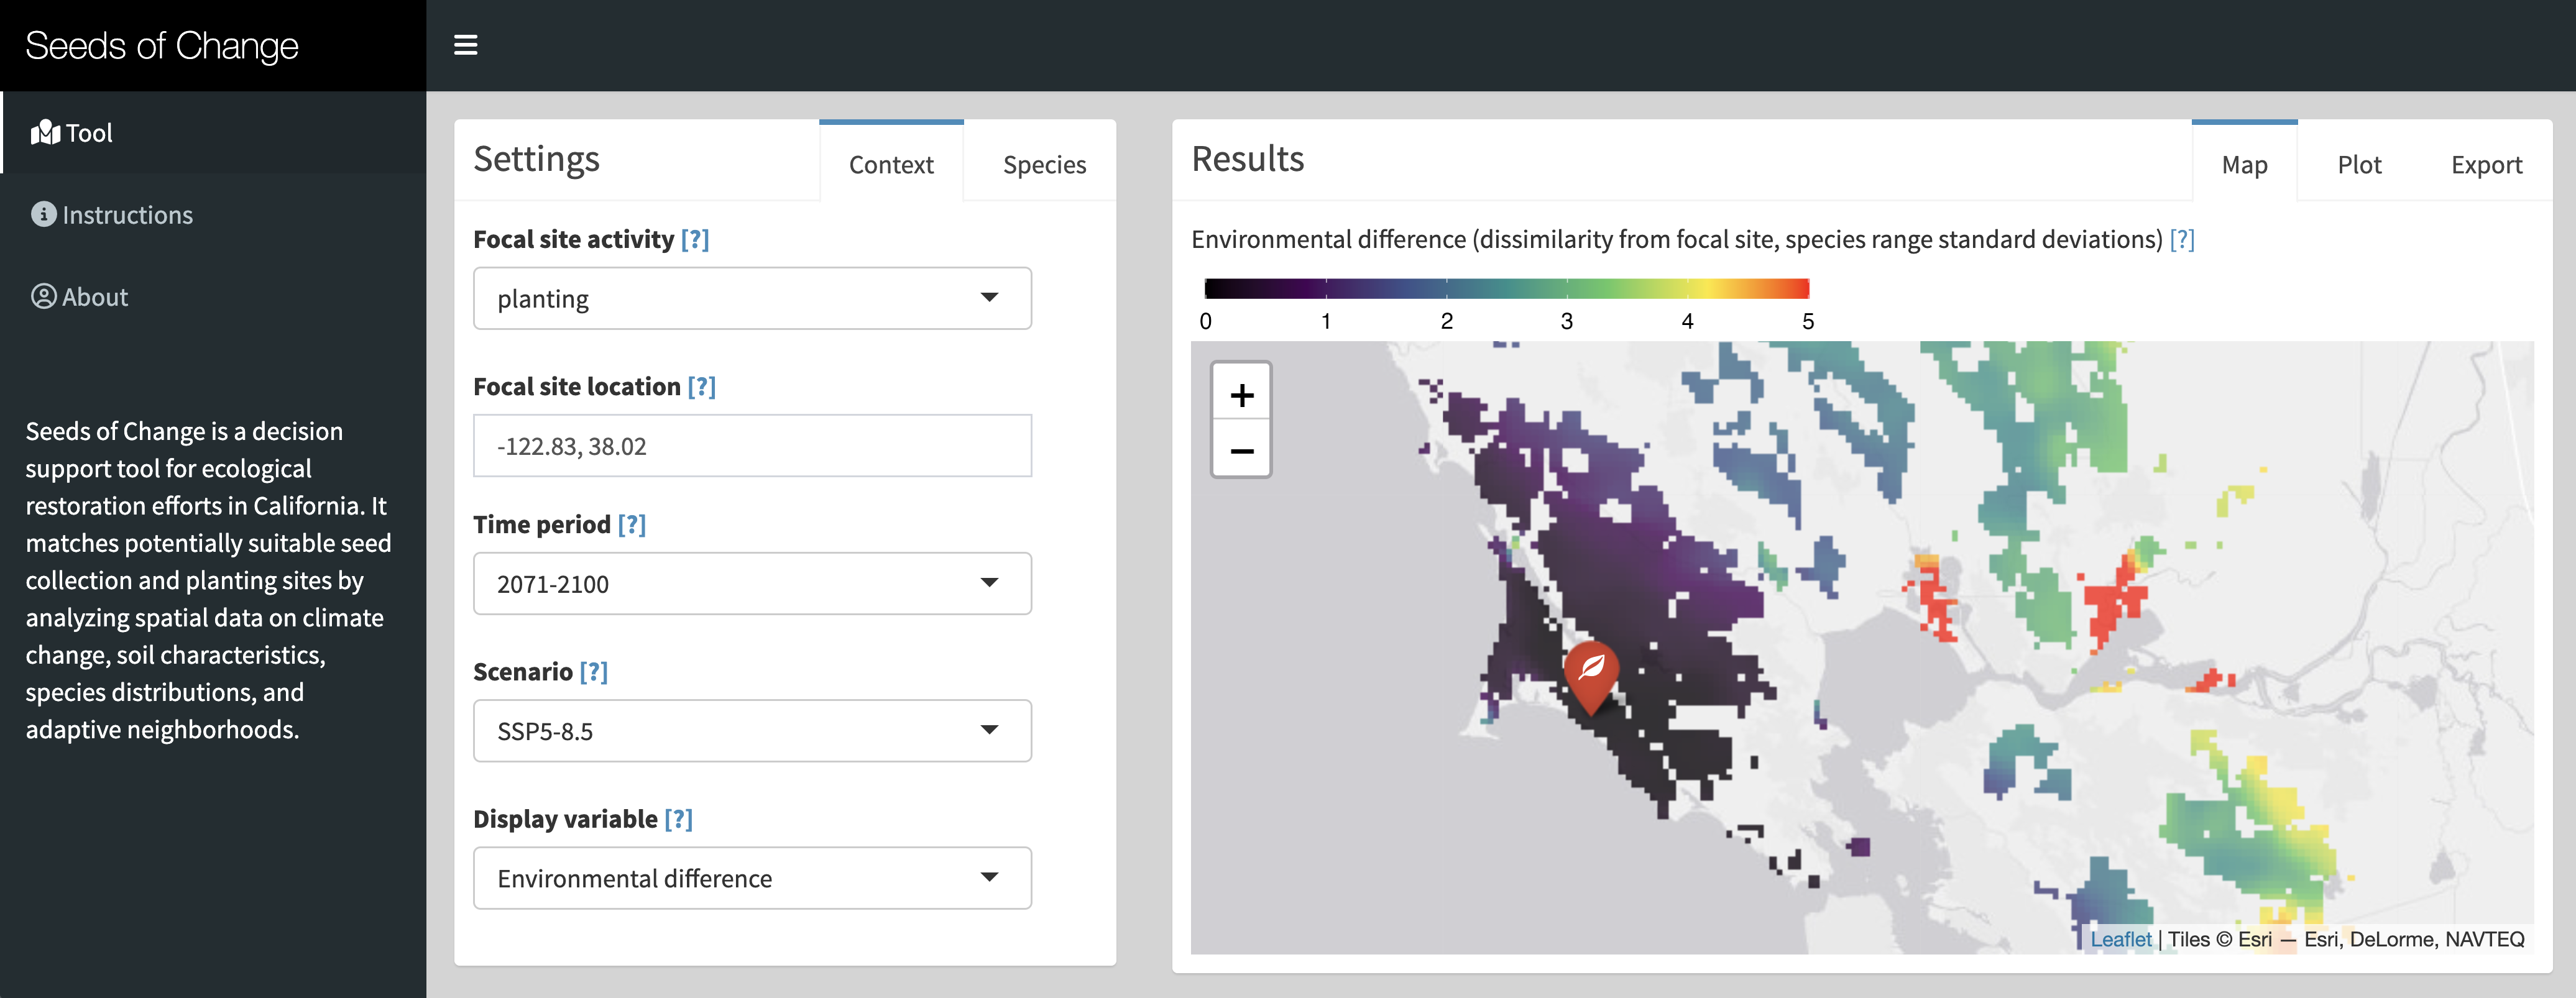 Seeds of Change
Tool
Instructions
About
Seeds of Change is a decision
support tool for ecological
restoration efforts in California. It
matches potentially suitable seed
collection and planting sites by
analyzing spatial data on climate
change, soil characteristics,
species distributions, and
adaptive neighborhoods.
Settings
Context
Species
Focal site activity [?]
planting
Focal site location [?]
-122.83, 38.02
Time period [?]
2071-2100
Scenario [?]
SSP5-8.5
Display variable [?]
Environmental difference
Results
Map
Plot
Export
Environmental difference (dissimilarity from focal site, species range standard deviations) [?]
0 1 2 3 4 5
+
−
Leaflet | Tiles © Esri — Esri, DeLorme, NAVTEQ